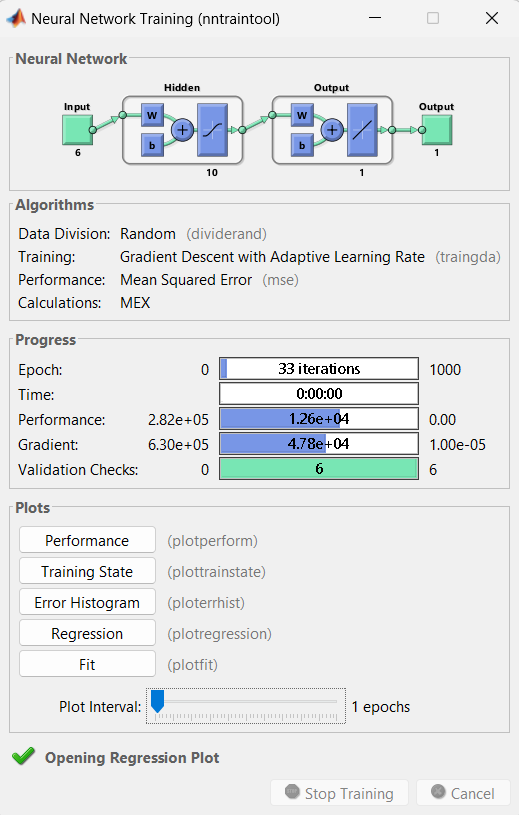 Neural Network Training (nntraintool)
Neural Network
Hidden
Output
Input
W
b
+
W
b
+
Output
6
10
1
1
Algorithms
Data Division: Random (dividerand)
Training: Gradient Descent with Adaptive Learning Rate (traingda)
Performance: Mean Squared Error (mse)
Calculations: MEX
Progress
Epoch: 0 33 iterations 1000
Time: 0:00:00
Performance: 2.82e+05 1.26e+04 0.00
Gradient: 6.30e+05 4.78e+04 1.00e-05
Validation Checks: 0 6 6
Plots
Performance (plotperform)
Training State (plottrainstate)
Error Histogram (ploterrhist)
Regression (plotregression)
Fit (plotfit)
Plot Interval: 1 epochs
Opening Regression Plot
Stop Training Cancel